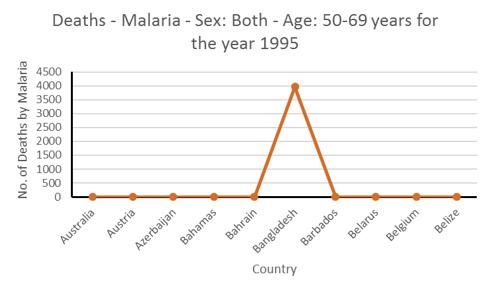 Deaths - Malaria - Sex: Both - Age: 50-69 years for
the year 1995
No. of Deaths by Malaria
4500
4000
3500
3000
2500
2000
1500
1000
500
0
Australia
Austria
Azerbaijan
Bahamas
Bahrain
Bangladesh
Barbados
Belarus
Belgium
Belize
Country